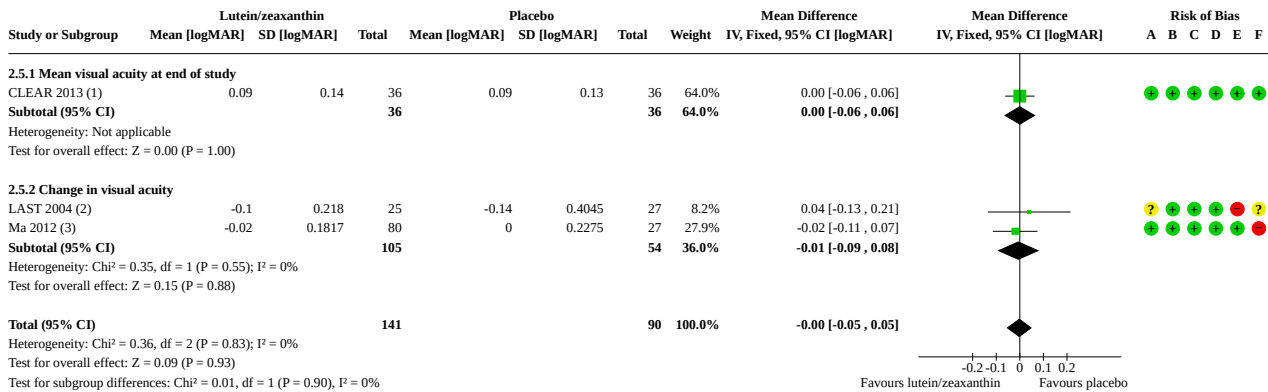 Lutein/zeaxanthin Placebo Mean Difference Mean Difference Risk of Bias
Study or Subgroup Mean [logMAR] SD [logMAR] Total Mean [logMAR] SD [logMAR] Total Weight IV, Fixed, 95% CI [logMAR] IV, Fixed, 95% CI [logMAR] A B C D E F
2.5.1 Mean visual acuity at end of study
CLEAR 2013 (1) 0.09 0.14 36 0.09 0.13 36 64.0% 0.00 [-0.06 , 0.06] + + + + + +
Subtotal (95% CI) 36 36 64.0% 0.00 [-0.06 , 0.06]
Heterogeneity: Not applicable
Test for overall effect: Z = 0.00 (P = 1.00)
2.5.2 Change in visual acuity
LAST 2004 (2) -0.1 0.218 25 -0.14 0.4045 27 8.2% 0.04 [-0.13 , 0.21] ? + + + − ?
Ma 2012 (3) -0.02 0.1817 80 0 0.2275 27 27.9% -0.02 [-0.11 , 0.07] + + + + + −
Subtotal (95% CI) 105 54 36.0% -0.01 [-0.09 , 0.08]
Heterogeneity: Chi² = 0.35, df = 1 (P = 0.55); I² = 0%
Test for overall effect: Z = 0.15 (P = 0.88)
Total (95% CI) 141 90 100.0% -0.00 [-0.05 , 0.05]
Heterogeneity: Chi² = 0.36, df = 2 (P = 0.83); I² = 0%
Test for overall effect: Z = 0.09 (P = 0.93)
-0.2 -0.1 0 0.1 0.2
Test for subgroup differences: Chi² = 0.01, df = 1 (P = 0.90), I² = 0% Favours lutein/zeaxanthin Favours placebo